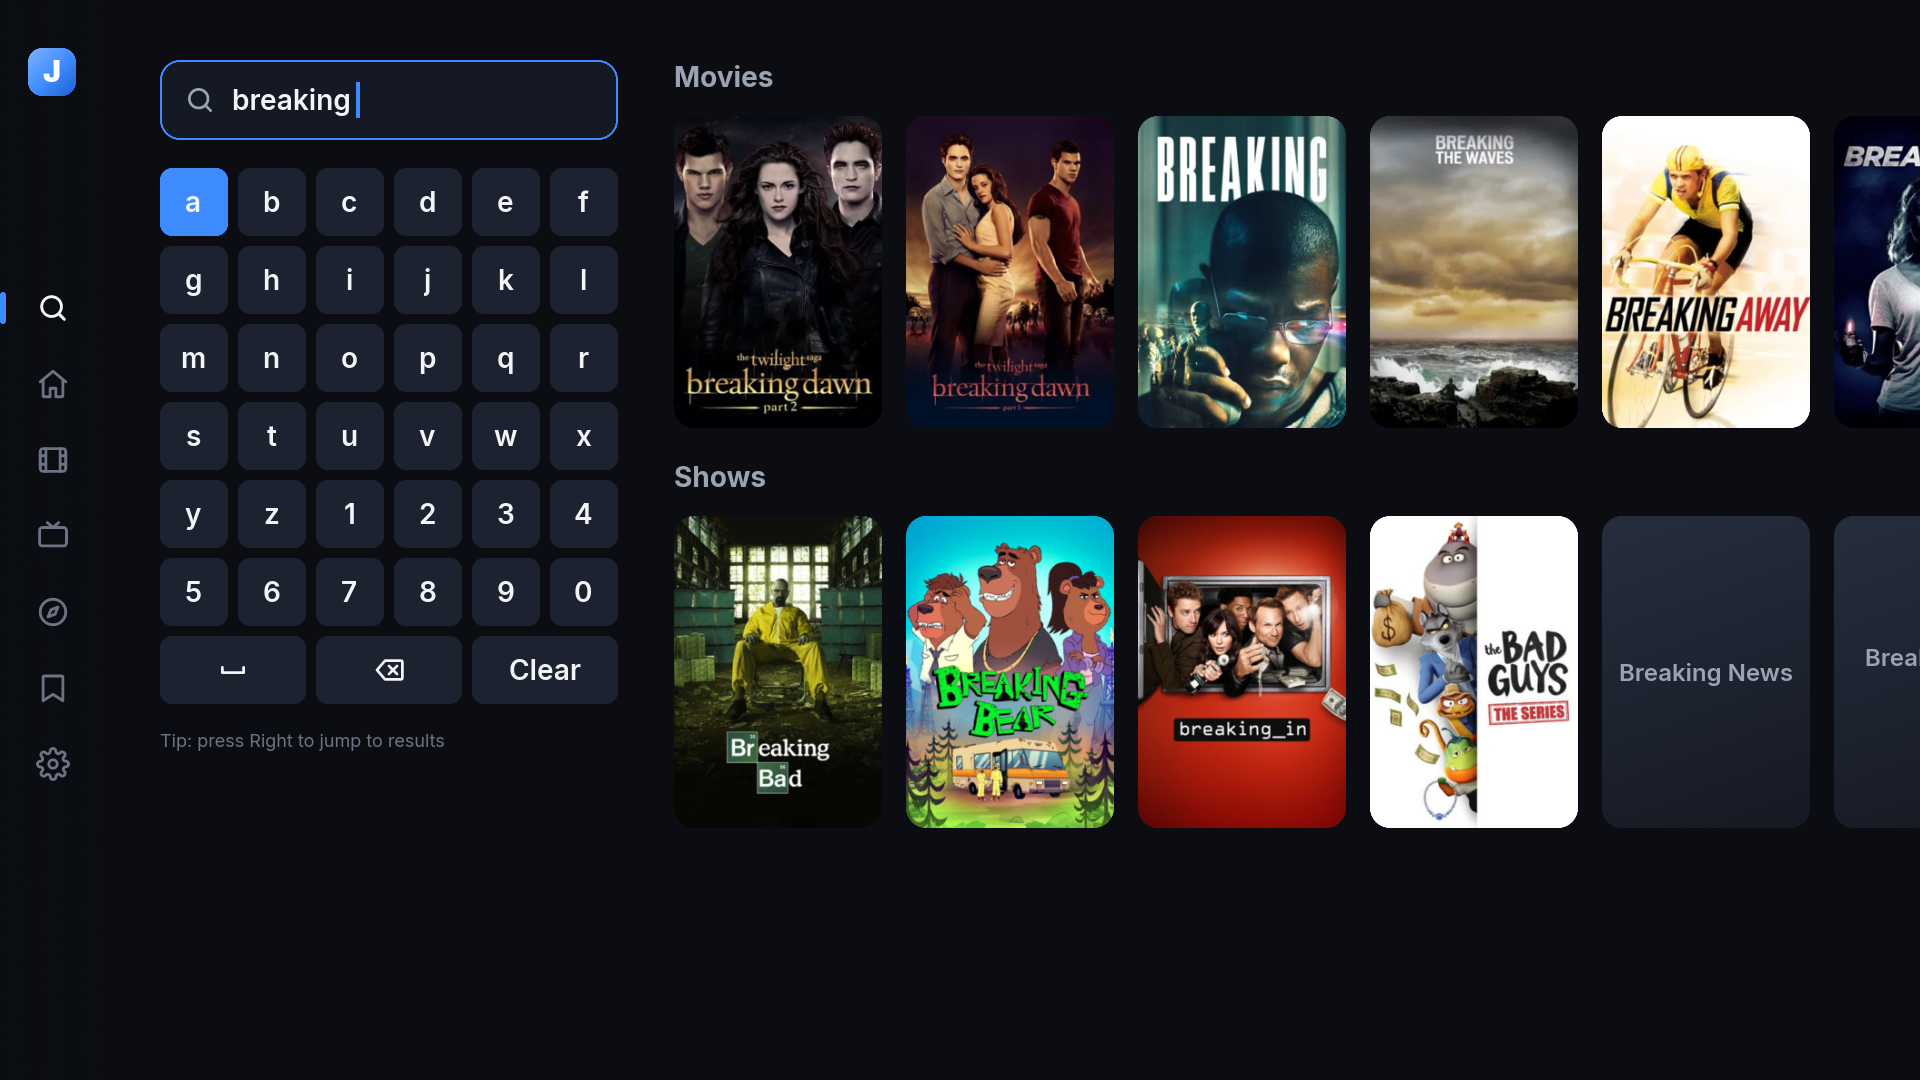 J
breaking
a b c d e f
g h i j k l
m n o p q r
s t u v w x
y z 1 2 3 4
5 6 7 8 9 0
Clear
Tip: press Right to jump to results
Movies
the twilight saga
breaking dawn
part 2
the twilight saga
breaking dawn
part 1
BREAKING
BREAKING
THE WAVES
BREAKING AWAY
BREA
Shows
Breaking
Bad
BREAKING
BEAR
breaking_in
the BAD
GUYS
THE SERIES
Breaking News
Breal